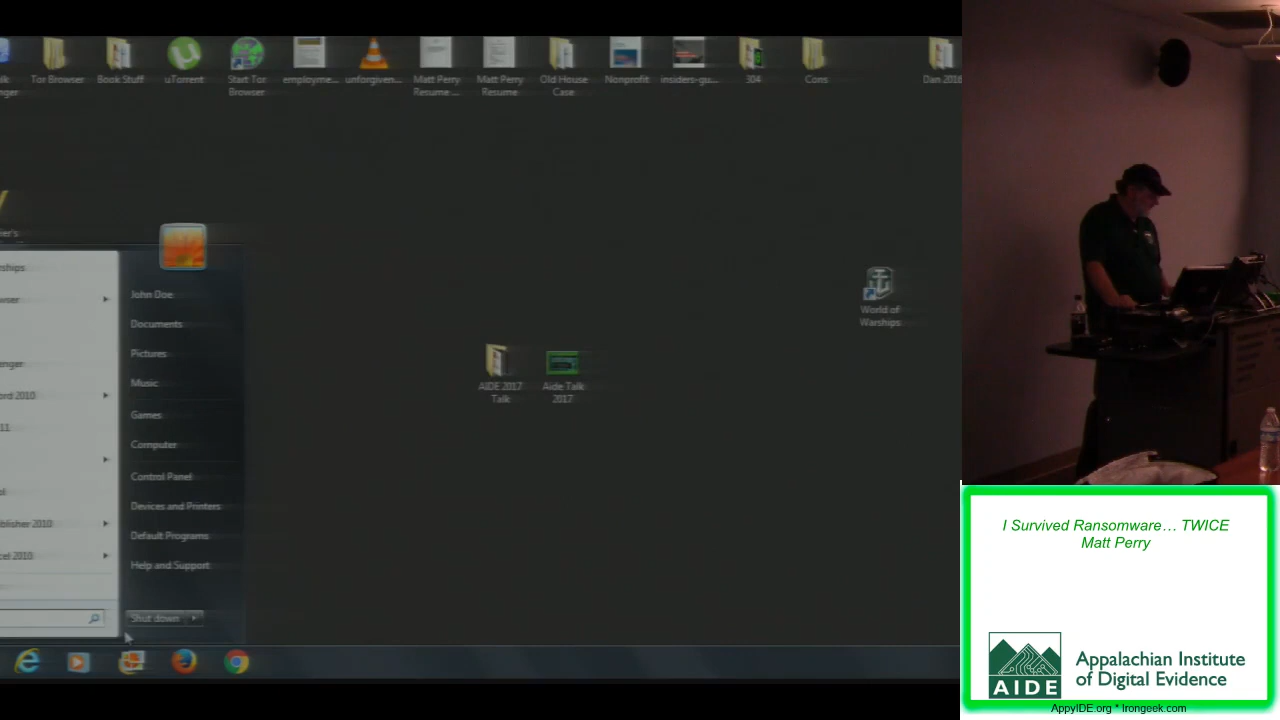 Tor Browser
Book Stuff
uTorrent
Start Tor
Browser
employme...
unforgiven...
Matt Perry
Resume ...
Matt Perry
Resume
Old House
Case
Nonprofit
insiders-gu...
304
Cons
Dan 2016
World of
Warships
AIDE 2017
Talk
Aide Talk
2017
John Doe
Documents
Pictures
Music
Games
Computer
Control Panel
Devices and Printers
Default Programs
Help and Support
Shut down
I Survived Ransomware… TWICE
Matt Perry
AIDE
Appalachian Institute
of Digital Evidence
AppyIDE.org * Irongeek.com